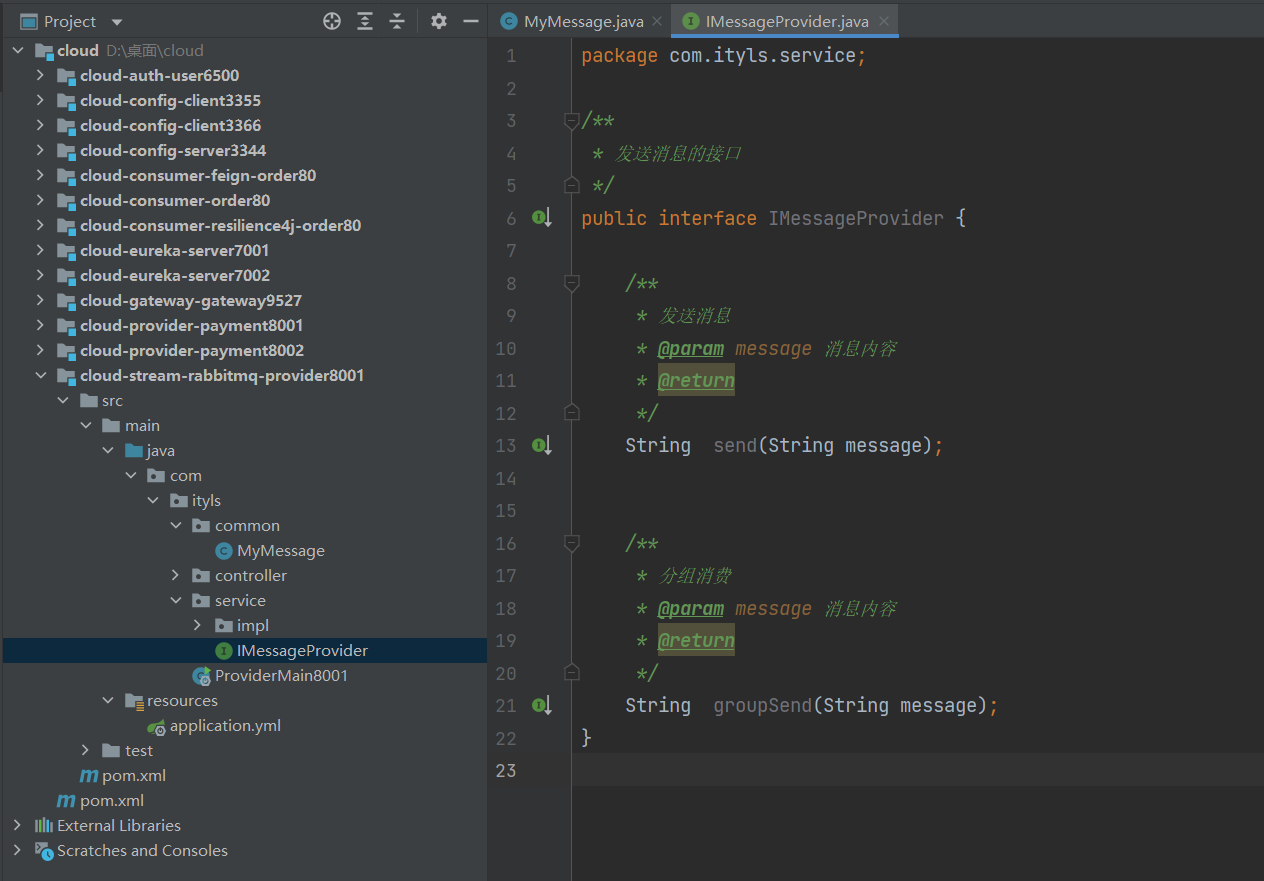 Project
cloud D:\桌面\cloud
cloud-auth-user6500
cloud-config-client3355
cloud-config-client3366
cloud-config-server3344
cloud-consumer-feign-order80
cloud-consumer-order80
cloud-consumer-resilience4j-order80
cloud-eureka-server7001
cloud-eureka-server7002
cloud-gateway-gateway9527
cloud-provider-payment8001
cloud-provider-payment8002
cloud-stream-rabbitmq-provider8001
src
main
java
com
ityls
common
MyMessage
controller
service
impl
IMessageProvider
ProviderMain8001
resources
application.yml
test
pom.xml
pom.xml
External Libraries
Scratches and Consoles
MyMessage.java
IMessageProvider.java
1 package com.ityls.service;
2
3 /**
4 * 发送消息的接口
5 */
6 public interface IMessageProvider {
7
8 /**
9 * 发送消息
10 * @param message 消息内容
11 * @return
12 */
13 String send(String message);
14
15
16 /**
17 * 分组消费
18 * @param message 消息内容
19 * @return
20 */
21 String groupSend(String message);
22 }
23